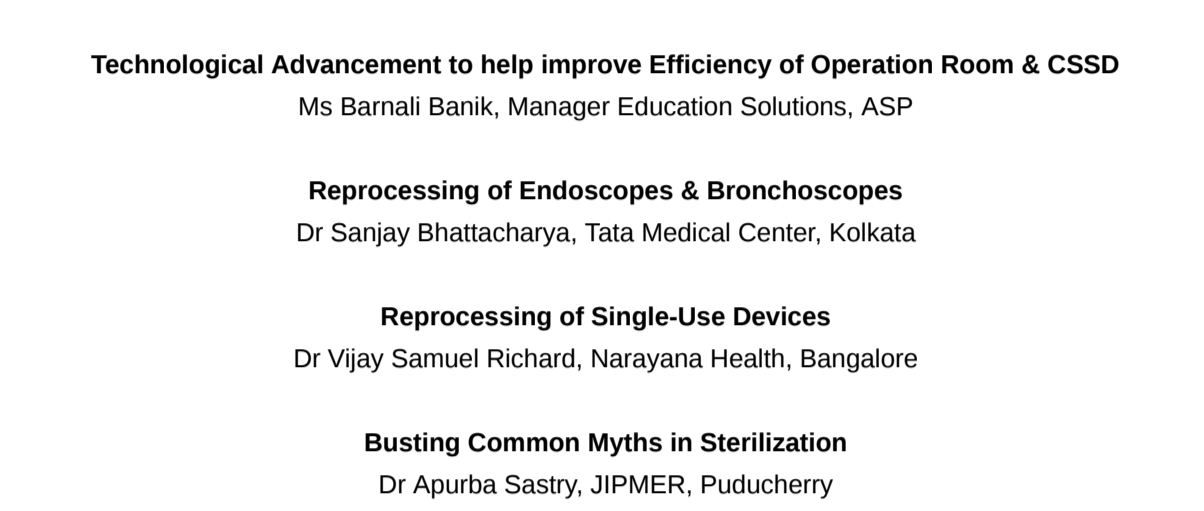 Technological Advancement to help improve Efficiency of Operation Room & CSSD
Ms Barnali Banik, Manager Education Solutions, ASP
Reprocessing of Endoscopes & Bronchoscopes
Dr Sanjay Bhattacharya, Tata Medical Center, Kolkata
Reprocessing of Single-Use Devices
Dr Vijay Samuel Richard, Narayana Health, Bangalore
Busting Common Myths in Sterilization
Dr Apurba Sastry, JIPMER, Puducherry